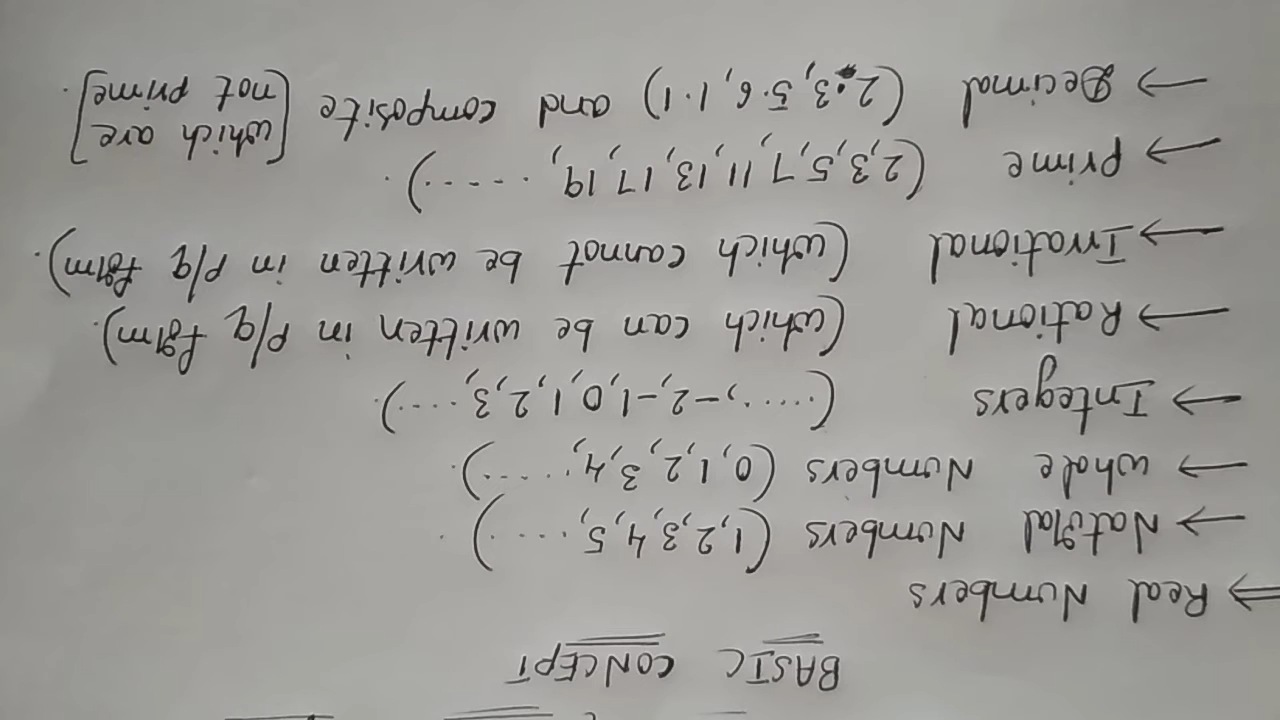 BASIC CONCEPT
⇒ Real Numbers
→ Natural Numbers (1,2,3,4,5, .....).
→ whole Numbers (0,1,2,3,4, .....).
→ Integers (....., -2,-1,0,1,2,3, ....).
→ Rational (which can be written in P/q form).
→ Irrational (which cannot be written in P/q form).
→ prime (2,3,5,7,11,13,17,19, .....).
→ Decimal (2.3, 5.6, 1.1) and composite [which are
not prime].